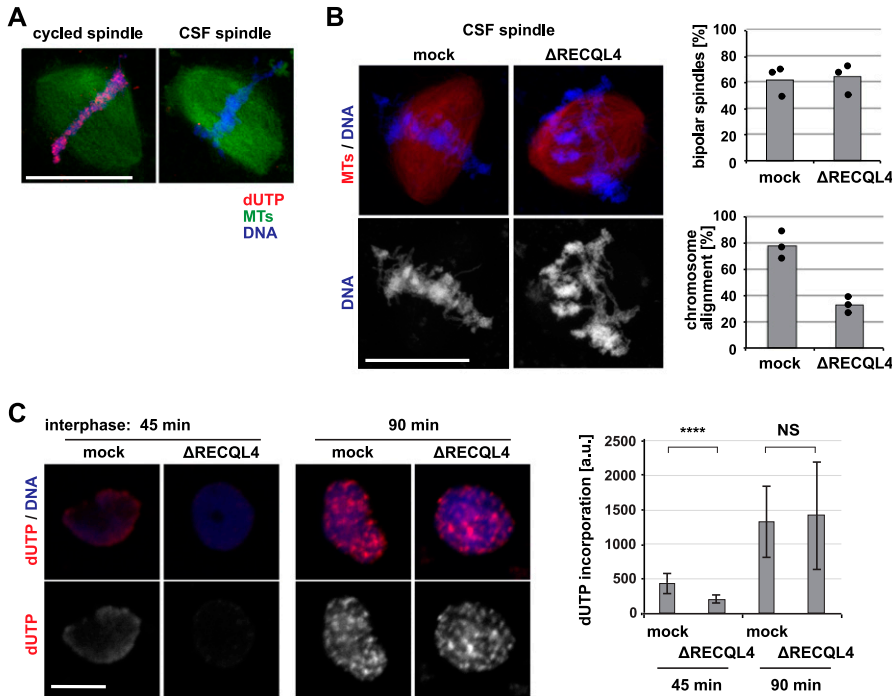 A
cycled spindle
CSF spindle
dUTP
MTs
DNA
B
CSF spindle
mock
ΔRECQL4
MTs / DNA
DNA
bipolar spindles [%]
100
80
60
40
20
0
mock
ΔRECQL4
chromosome
alignment [%]
100
80
60
40
20
0
mock
ΔRECQL4
C
interphase: 45 min
90 min
mock
ΔRECQL4
mock
ΔRECQL4
dUTP / DNA
dUTP
dUTP incorporation [a.u.]
2500
2000
1500
1000
500
0
****
NS
mock
ΔRECQL4
mock
ΔRECQL4
45 min
90 min